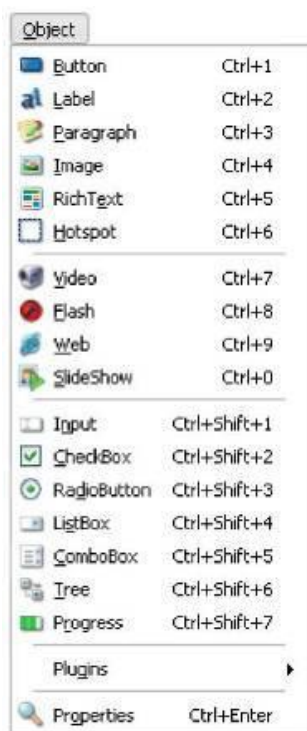 Object
Button Ctrl+1
Label Ctrl+2
Paragraph Ctrl+3
Image Ctrl+4
RichText Ctrl+5
Hotspot Ctrl+6
Video Ctrl+7
Flash Ctrl+8
Web Ctrl+9
SlideShow Ctrl+0
Input Ctrl+Shift+1
CheckBox Ctrl+Shift+2
RadioButton Ctrl+Shift+3
ListBox Ctrl+Shift+4
ComboBox Ctrl+Shift+5
Tree Ctrl+Shift+6
Progress Ctrl+Shift+7
Plugins
Properties Ctrl+Enter